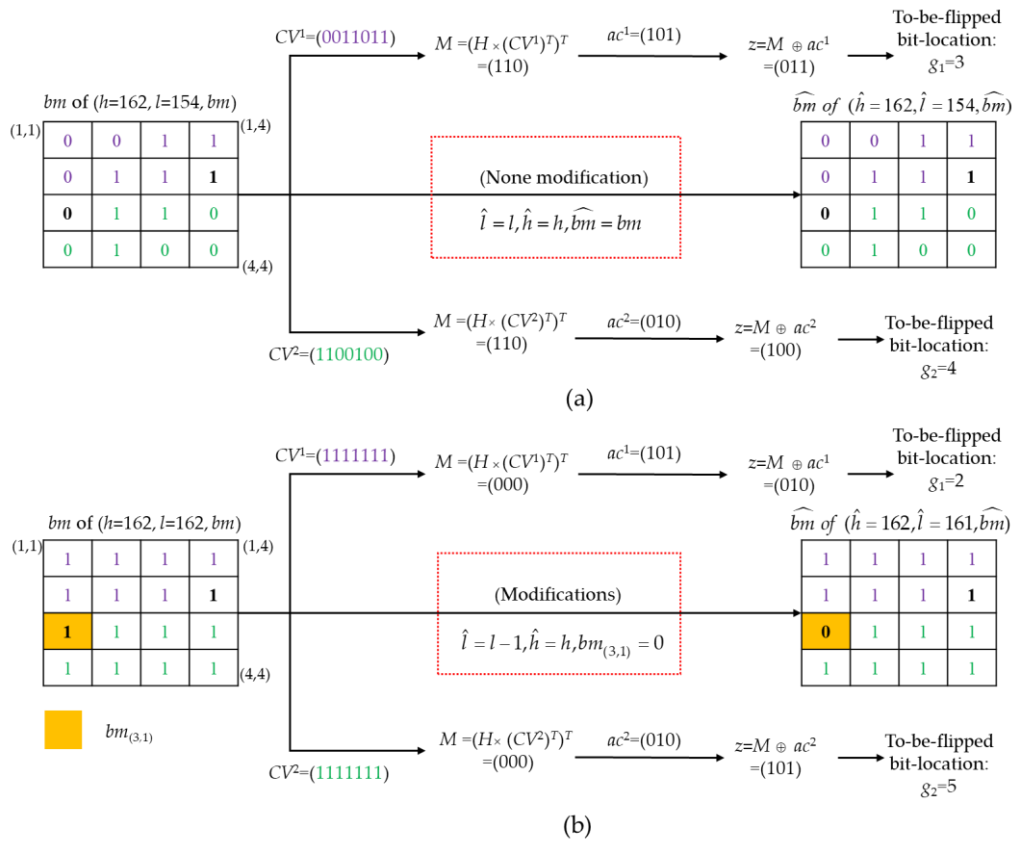 CV¹=(0011011)
M =(H × (CV¹)ᵀ)ᵀ
=(110)
ac¹=(101)
z=M ⊕ ac¹
=(011)
To-be-flipped
bit-location:
g₁=3
bm of (h=162, l=154, bm)
(1,1)
(1,4)
0 0 1 1
0 1 1 1
0 1 1 0
0 1 0 0
(4,4)
(None modification)
l̂ = l, ĥ = h, b̂m = bm
b̂m of (ĥ = 162, l̂ = 154, b̂m)
0 0 1 1
0 1 1 1
0 1 1 0
0 1 0 0
CV²=(1100100)
M =(H × (CV²)ᵀ)ᵀ
=(110)
ac²=(010)
z=M ⊕ ac²
=(100)
To-be-flipped
bit-location:
g₂=4
(a)
CV¹=(1111111)
M =(H × (CV¹)ᵀ)ᵀ
=(000)
ac¹=(101)
z=M ⊕ ac¹
=(010)
To-be-flipped
bit-location:
g₁=2
bm of (h=162, l=162, bm)
(1,1)
(1,4)
1 1 1 1
1 1 1 1
1 1 1 1
1 1 1 1
(4,4)
bm₍₃,₁₎
(Modifications)
l̂ = l − 1, ĥ = h, bm₍₃,₁₎ = 0
b̂m of (ĥ = 162, l̂ = 161, b̂m)
1 1 1 1
1 1 1 1
0 1 1 1
1 1 1 1
CV²=(1111111)
M =(H × (CV²)ᵀ)ᵀ
=(000)
ac²=(010)
z=M ⊕ ac²
=(101)
To-be-flipped
bit-location:
g₂=5
(b)